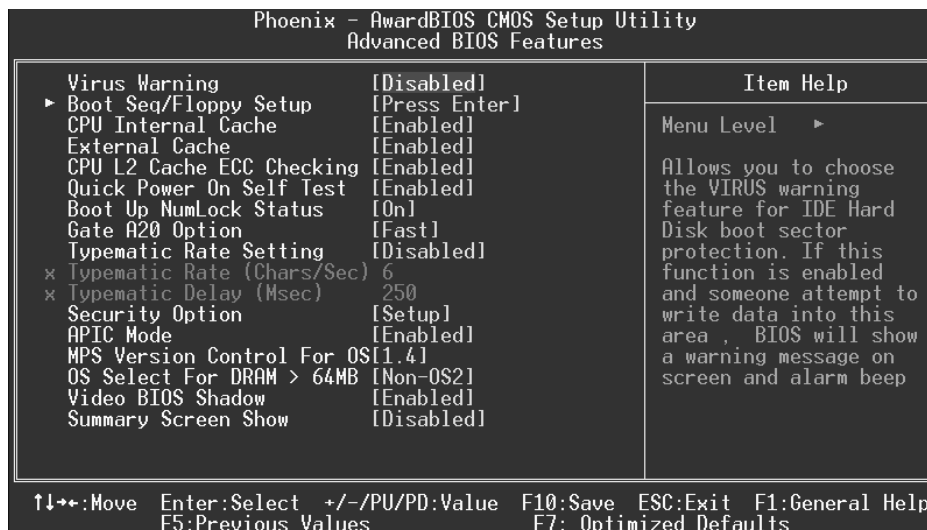 Phoenix - AwardBIOS CMOS Setup Utility
Advanced BIOS Features
Virus Warning [Disabled]
► Boot Seq/Floppy Setup [Press Enter]
CPU Internal Cache [Enabled]
External Cache [Enabled]
CPU L2 Cache ECC Checking [Enabled]
Quick Power On Self Test [Enabled]
Boot Up NumLock Status [On]
Gate A20 Option [Fast]
Typematic Rate Setting [Disabled]
x Typematic Rate (Chars/Sec) 6
x Typematic Delay (Msec) 250
Security Option [Setup]
APIC Mode [Enabled]
MPS Version Control For OS[1.4]
OS Select For DRAM > 64MB [Non-OS2]
Video BIOS Shadow [Enabled]
Summary Screen Show [Disabled]
Item Help
Menu Level ►
Allows you to choose
the VIRUS warning
feature for IDE Hard
Disk boot sector
protection. If this
function is enabled
and someone attempt to
write data into this
area , BIOS will show
a warning message on
screen and alarm beep
↑↓→←:Move Enter:Select +/-/PU/PD:Value F10:Save ESC:Exit F1:General Help
F5:Previous Values F7: Optimized Defaults